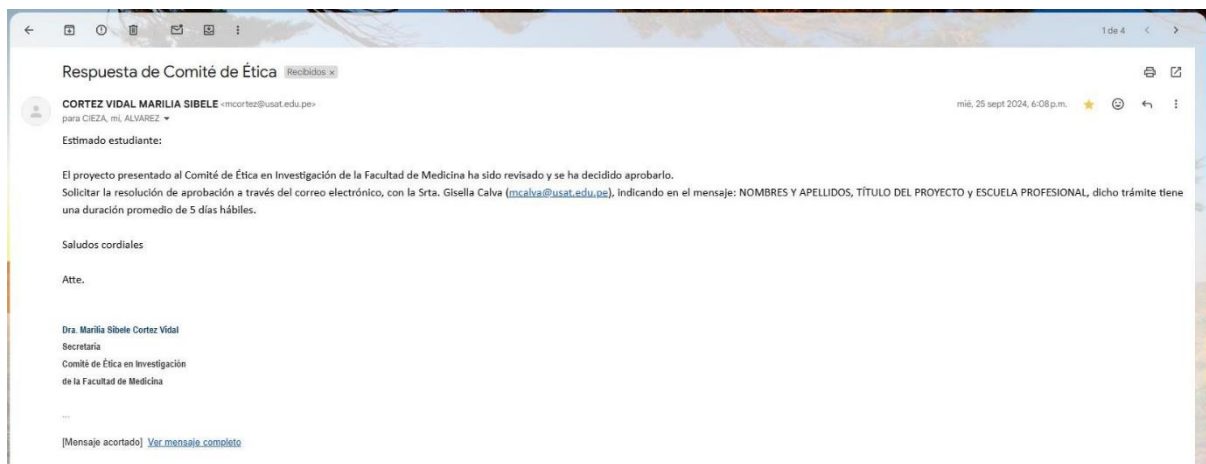 1 de 4
Respuesta de Comité de Ética Recibidos x
CORTEZ VIDAL MARILIA SIBELE <mcortez@usat.edu.pe> mié, 25 sept 2024, 6:08 p.m.
para CIEZA, mí, ALVAREZ
Estimado estudiante:
El proyecto presentado al Comité de Ética en Investigación de la Facultad de Medicina ha sido revisado y se ha decidido aprobarlo.
Solicitar la resolución de aprobación a través del correo electrónico, con la Srta. Gisella Calva (mcalva@usat.edu.pe), indicando en el mensaje: NOMBRES Y APELLIDOS, TÍTULO DEL PROYECTO y ESCUELA PROFESIONAL, dicho trámite tiene
una duración promedio de 5 días hábiles.
Saludos cordiales
Atte.
Dra. Marilia Sibele Cortez Vidal
Secretaria
Comité de Ética en Investigación
de la Facultad de Medicina
...
[Mensaje acortado] Ver mensaje completo